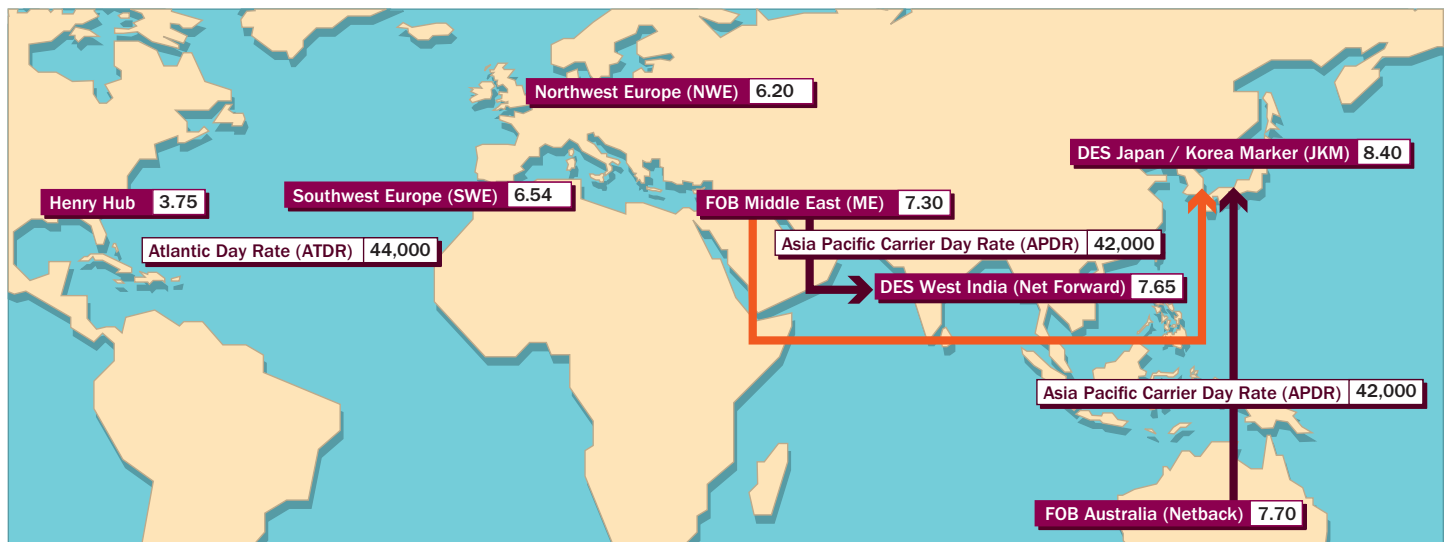 Northwest Europe (NWE) 6.20
DES Japan / Korea Marker (JKM) 8.40
Henry Hub 3.75
Southwest Europe (SWE) 6.54
FOB Middle East (ME) 7.30
Atlantic Day Rate (ATDR) 44,000
Asia Pacific Carrier Day Rate (APDR) 42,000
DES West India (Net Forward) 7.65
Asia Pacific Carrier Day Rate (APDR) 42,000
FOB Australia (Netback) 7.70